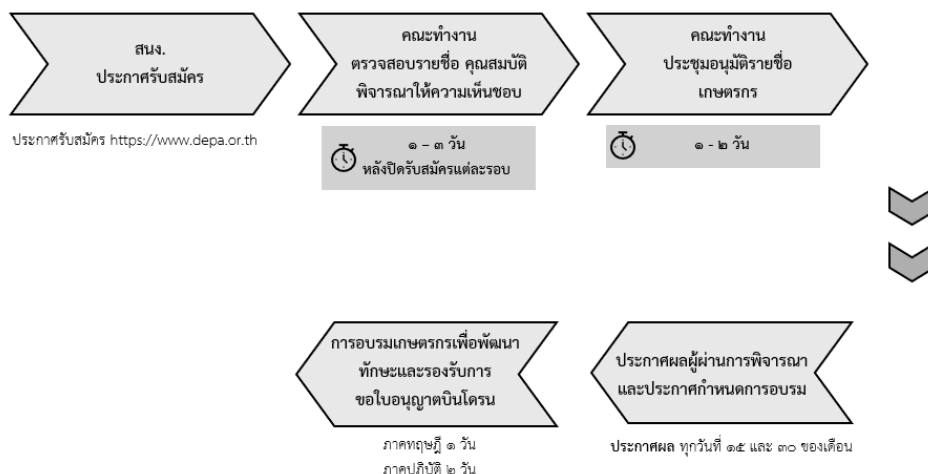 สนง.
ประกาศรับสมัคร
ประกาศรับสมัคร https://www.depa.or.th
คณะทำงาน
ตรวจสอบรายชื่อ คุณสมบัติ
พิจารณาให้ความเห็นชอบ
๑ – ๓ วัน
หลังปิดรับสมัครแต่ละรอบ
คณะทำงาน
ประชุมอนุมัติรายชื่อ
เกษตรกร
๑ - ๒ วัน
ประกาศผลผู้ผ่านการพิจารณา
และประกาศกำหนดการอบรม
ประกาศผล ทุกวันที่ ๑๕ และ ๓๐ ของเดือน
การอบรมเกษตรกรเพื่อพัฒนา
ทักษะและรองรับการ
ขอใบอนุญาตบินโดรน
ภาคทฤษฎี ๑ วัน
ภาคปฏิบัติ ๒ วัน